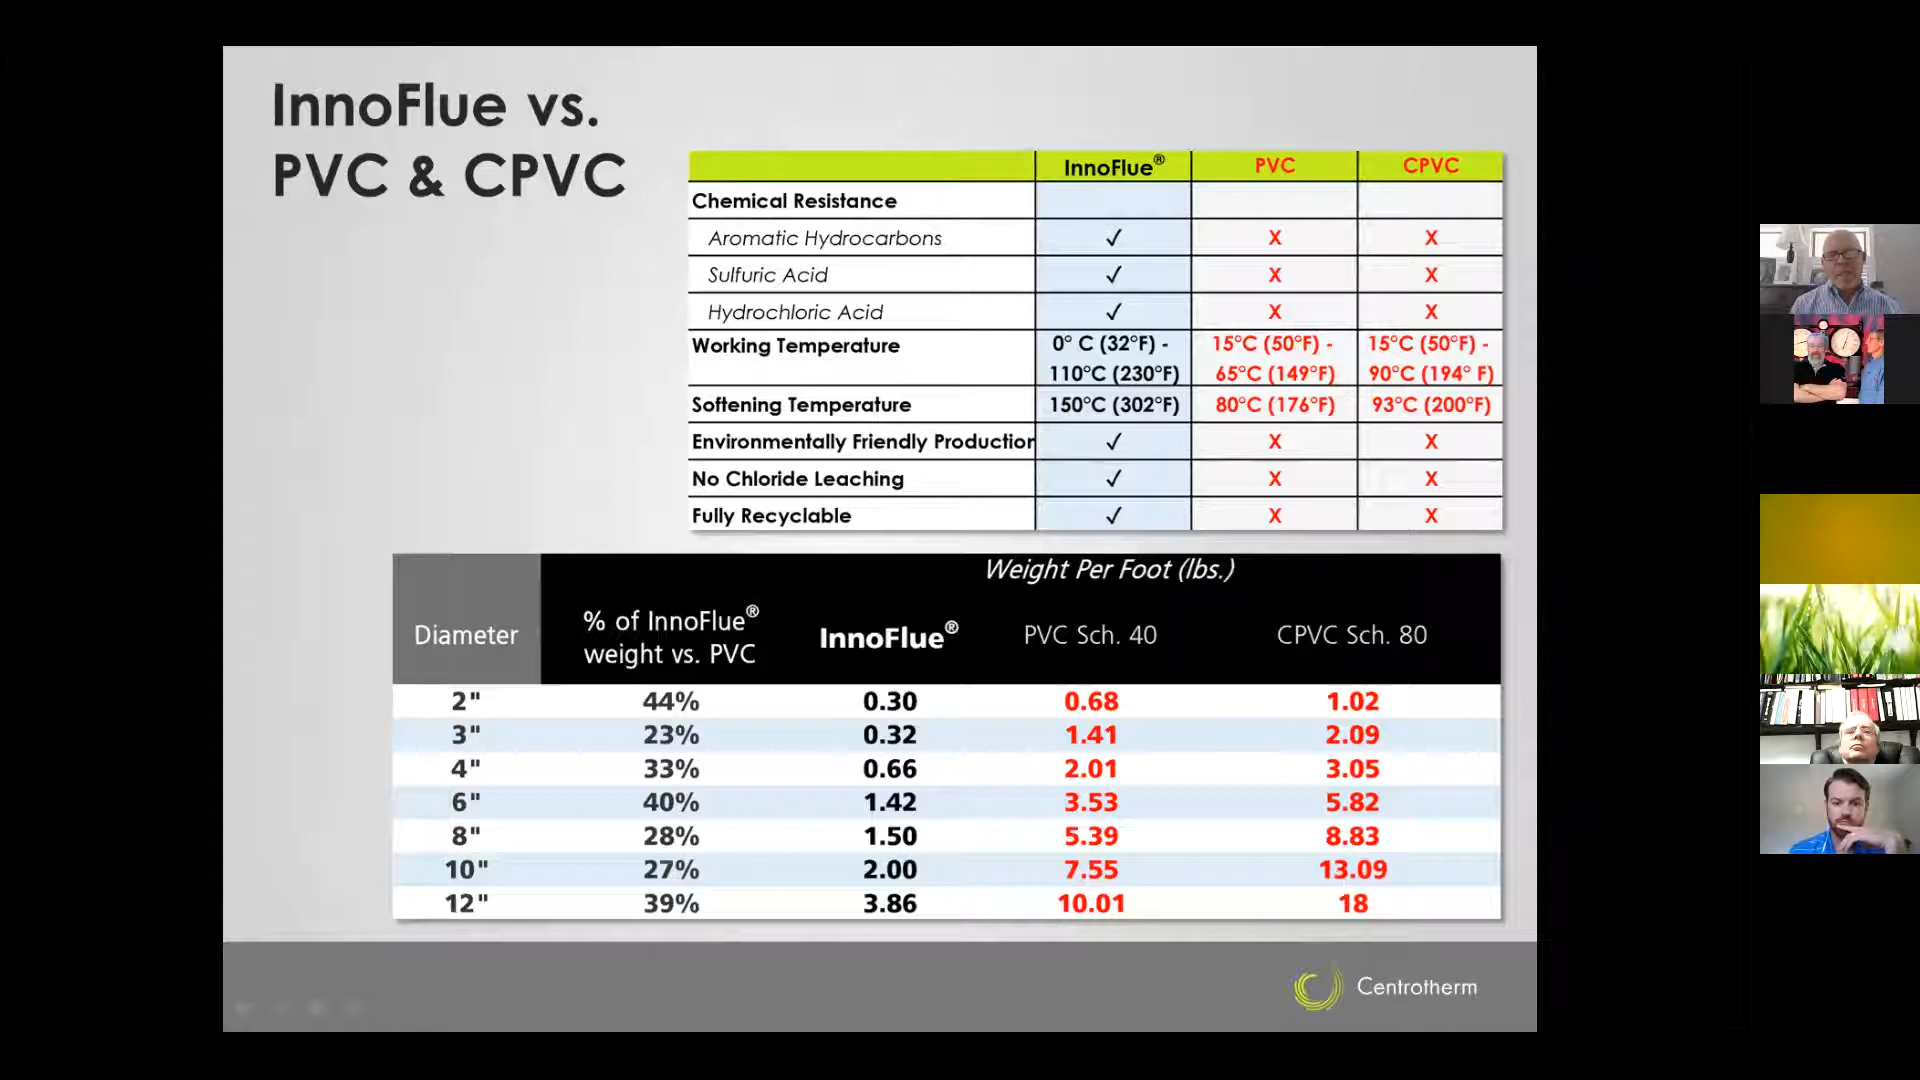 InnoFlue vs.
PVC & CPVC
InnoFlue® PVC CPVC
Chemical Resistance
Aromatic Hydrocarbons ✓ X X
Sulfuric Acid ✓ X X
Hydrochloric Acid ✓ X X
Working Temperature 0° C (32°F) - 15°C (50°F) - 15°C (50°F) -
110°C (230°F) 65°C (149°F) 90°C (194° F)
Softening Temperature 150°C (302°F) 80°C (176°F) 93°C (200°F)
Environmentally Friendly Production ✓ X X
No Chloride Leaching ✓ X X
Fully Recyclable ✓ X X
Weight Per Foot (lbs.)
Diameter % of InnoFlue® weight vs. PVC InnoFlue® PVC Sch. 40 CPVC Sch. 80
2" 44% 0.30 0.68 1.02
3" 23% 0.32 1.41 2.09
4" 33% 0.66 2.01 3.05
6" 40% 1.42 3.53 5.82
8" 28% 1.50 5.39 8.83
10" 27% 2.00 7.55 13.09
12" 39% 3.86 10.01 18
Centrotherm